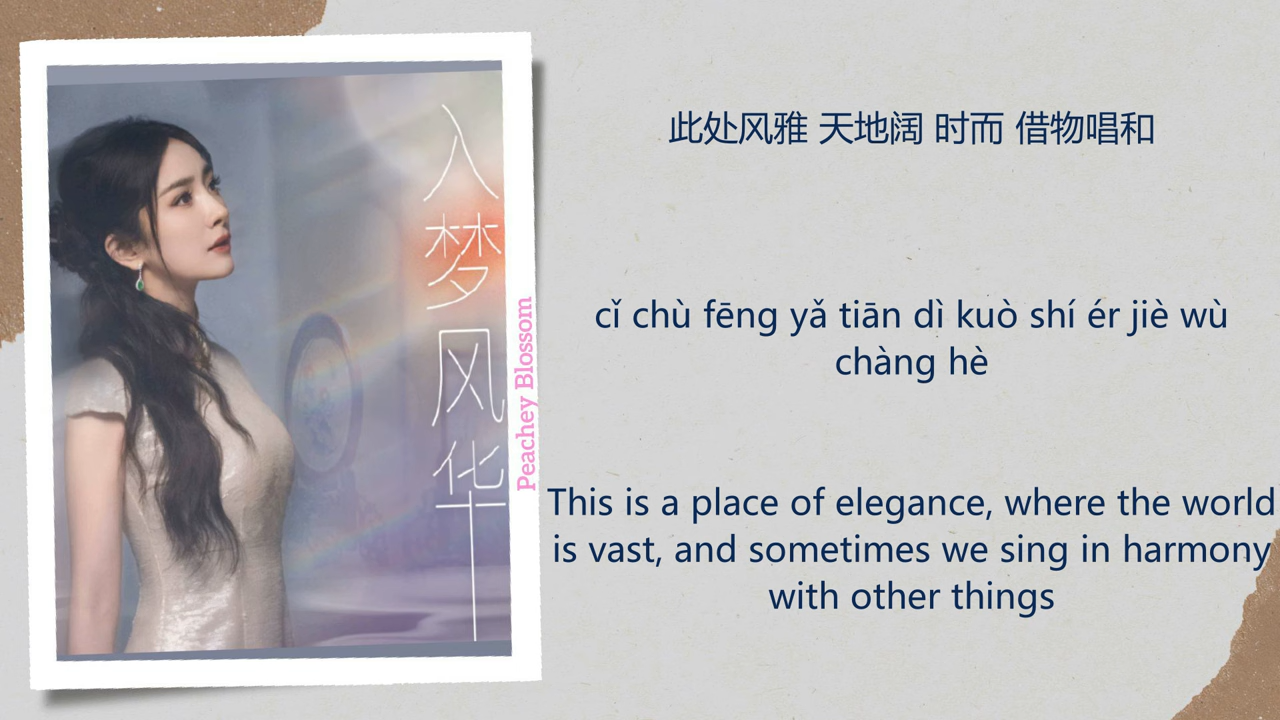 入梦风华
Peachey Blossom
此处风雅 天地阔 时而 借物唱和
cǐ chù fēng yǎ tiān dì kuò shí ér jiè wù
chàng hè
This is a place of elegance, where the world
is vast, and sometimes we sing in harmony
with other things